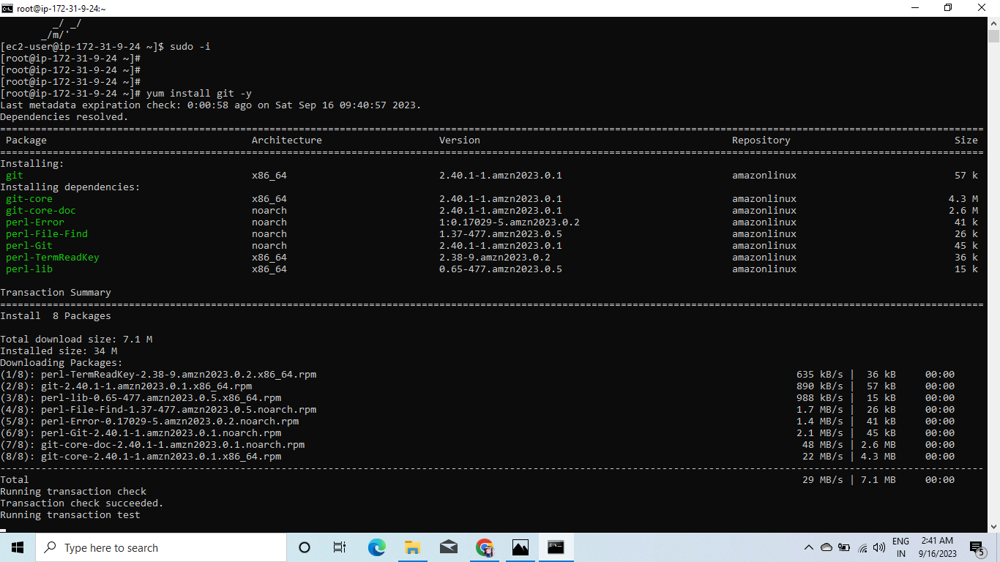 root@ip-172-31-9-24:~
_/ _/
_/m/'
[ec2-user@ip-172-31-9-24 ~]$ sudo -i
[root@ip-172-31-9-24 ~]#
[root@ip-172-31-9-24 ~]#
[root@ip-172-31-9-24 ~]#
[root@ip-172-31-9-24 ~]# yum install git -y
Last metadata expiration check: 0:00:58 ago on Sat Sep 16 09:40:57 2023.
Dependencies resolved.
================================================================================
Package Architecture Version Repository Size
================================================================================
Installing:
git x86_64 2.40.1-1.amzn2023.0.1 amazonlinux 57 k
Installing dependencies:
git-core x86_64 2.40.1-1.amzn2023.0.1 amazonlinux 4.3 M
git-core-doc noarch 2.40.1-1.amzn2023.0.1 amazonlinux 2.6 M
perl-Error noarch 1:0.17029-5.amzn2023.0.2 amazonlinux 41 k
perl-File-Find noarch 1.37-477.amzn2023.0.5 amazonlinux 26 k
perl-Git noarch 2.40.1-1.amzn2023.0.1 amazonlinux 45 k
perl-TermReadKey x86_64 2.38-9.amzn2023.0.2 amazonlinux 36 k
perl-lib x86_64 0.65-477.amzn2023.0.5 amazonlinux 15 k
Transaction Summary
================================================================================
Install 8 Packages
Total download size: 7.1 M
Installed size: 34 M
Downloading Packages:
(1/8): perl-TermReadKey-2.38-9.amzn2023.0.2.x86_64.rpm 635 kB/s | 36 kB 00:00
(2/8): git-2.40.1-1.amzn2023.0.1.x86_64.rpm 890 kB/s | 57 kB 00:00
(3/8): perl-lib-0.65-477.amzn2023.0.5.x86_64.rpm 988 kB/s | 15 kB 00:00
(4/8): perl-File-Find-1.37-477.amzn2023.0.5.noarch.rpm 1.7 MB/s | 26 kB 00:00
(5/8): perl-Error-0.17029-5.amzn2023.0.2.noarch.rpm 1.4 MB/s | 41 kB 00:00
(6/8): perl-Git-2.40.1-1.amzn2023.0.1.noarch.rpm 2.1 MB/s | 45 kB 00:00
(7/8): git-core-doc-2.40.1-1.amzn2023.0.1.noarch.rpm 48 MB/s | 2.6 MB 00:00
(8/8): git-core-2.40.1-1.amzn2023.0.1.x86_64.rpm 22 MB/s | 4.3 MB 00:00
--------------------------------------------------------------------------------
Total 29 MB/s | 7.1 MB 00:00
Running transaction check
Transaction check succeeded.
Running transaction test
Type here to search
ENG
IN
2:41 AM
9/16/2023
5